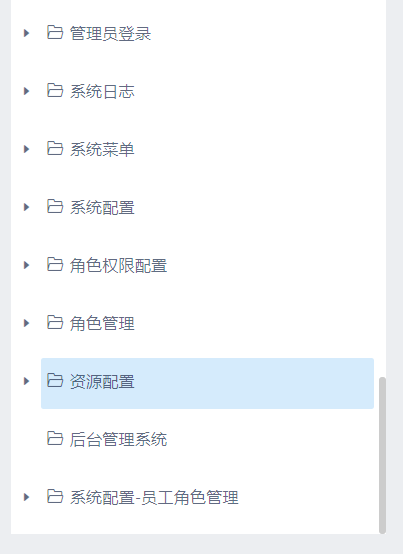 管理员登录
系统日志
系统菜单
系统配置
角色权限配置
角色管理
资源配置
后台管理系统
系统配置-员工角色管理